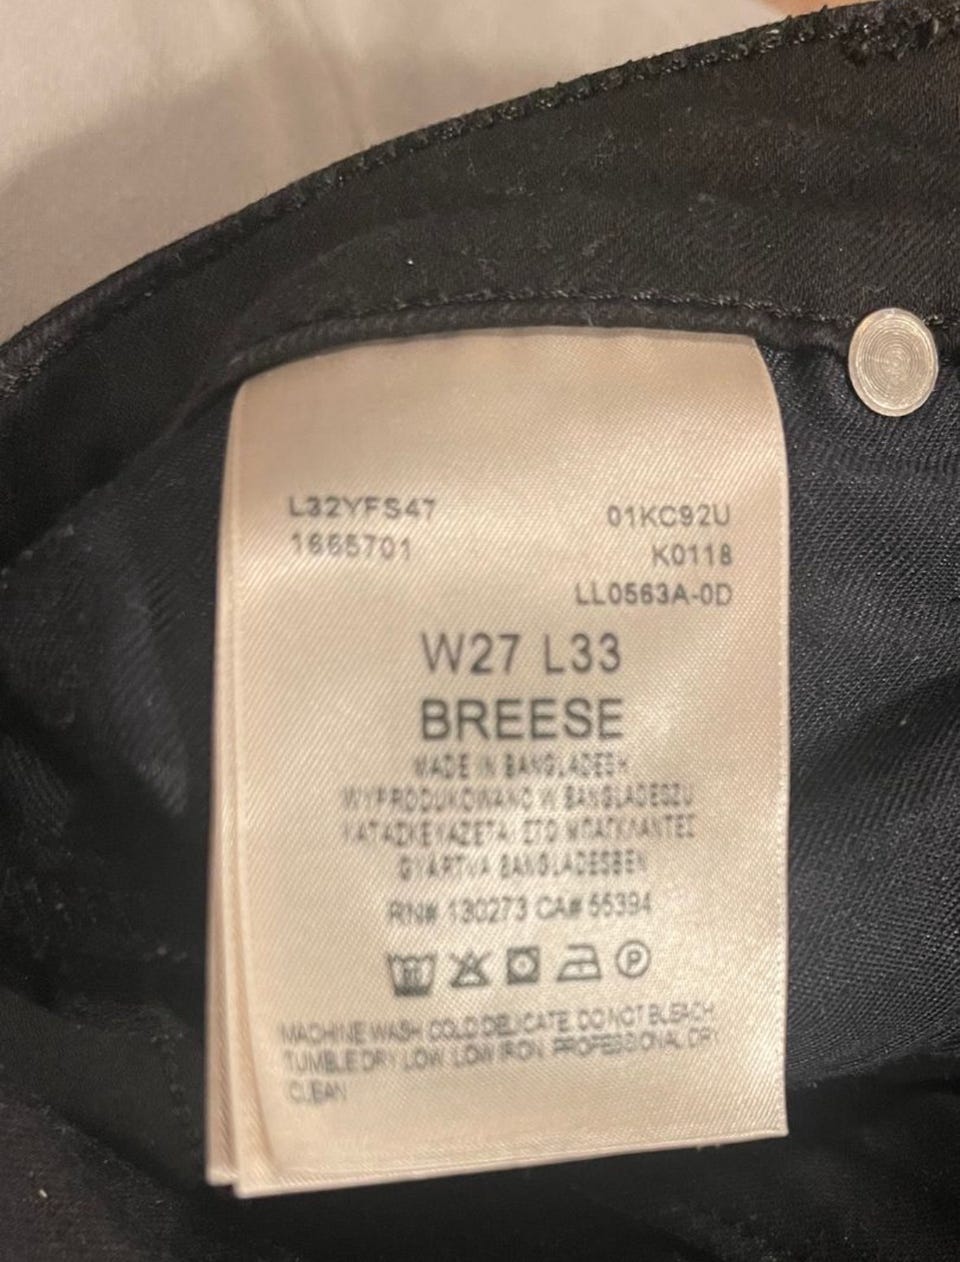 L32YFS47
1665701
01KC92U
K0118
LL0563A-0D
W27 L33
BREESE
MADE IN BANGLADESH
WYPRODUKOWANO W BANGLADESZU
ΚΑΤΑΣΚΕΥΑΖΕΤΑΙ ΣΤΟ ΜΠΑΓΚΛΑΝΤΕΣ
GYÁRTVA BANGLADESBEN
RN# 130273 CA# 55394
P
MACHINE WASH COLD DELICATE. DO NOT BLEACH.
TUMBLE DRY LOW. LOW IRON. PROFESSIONAL DRY
CLEAN